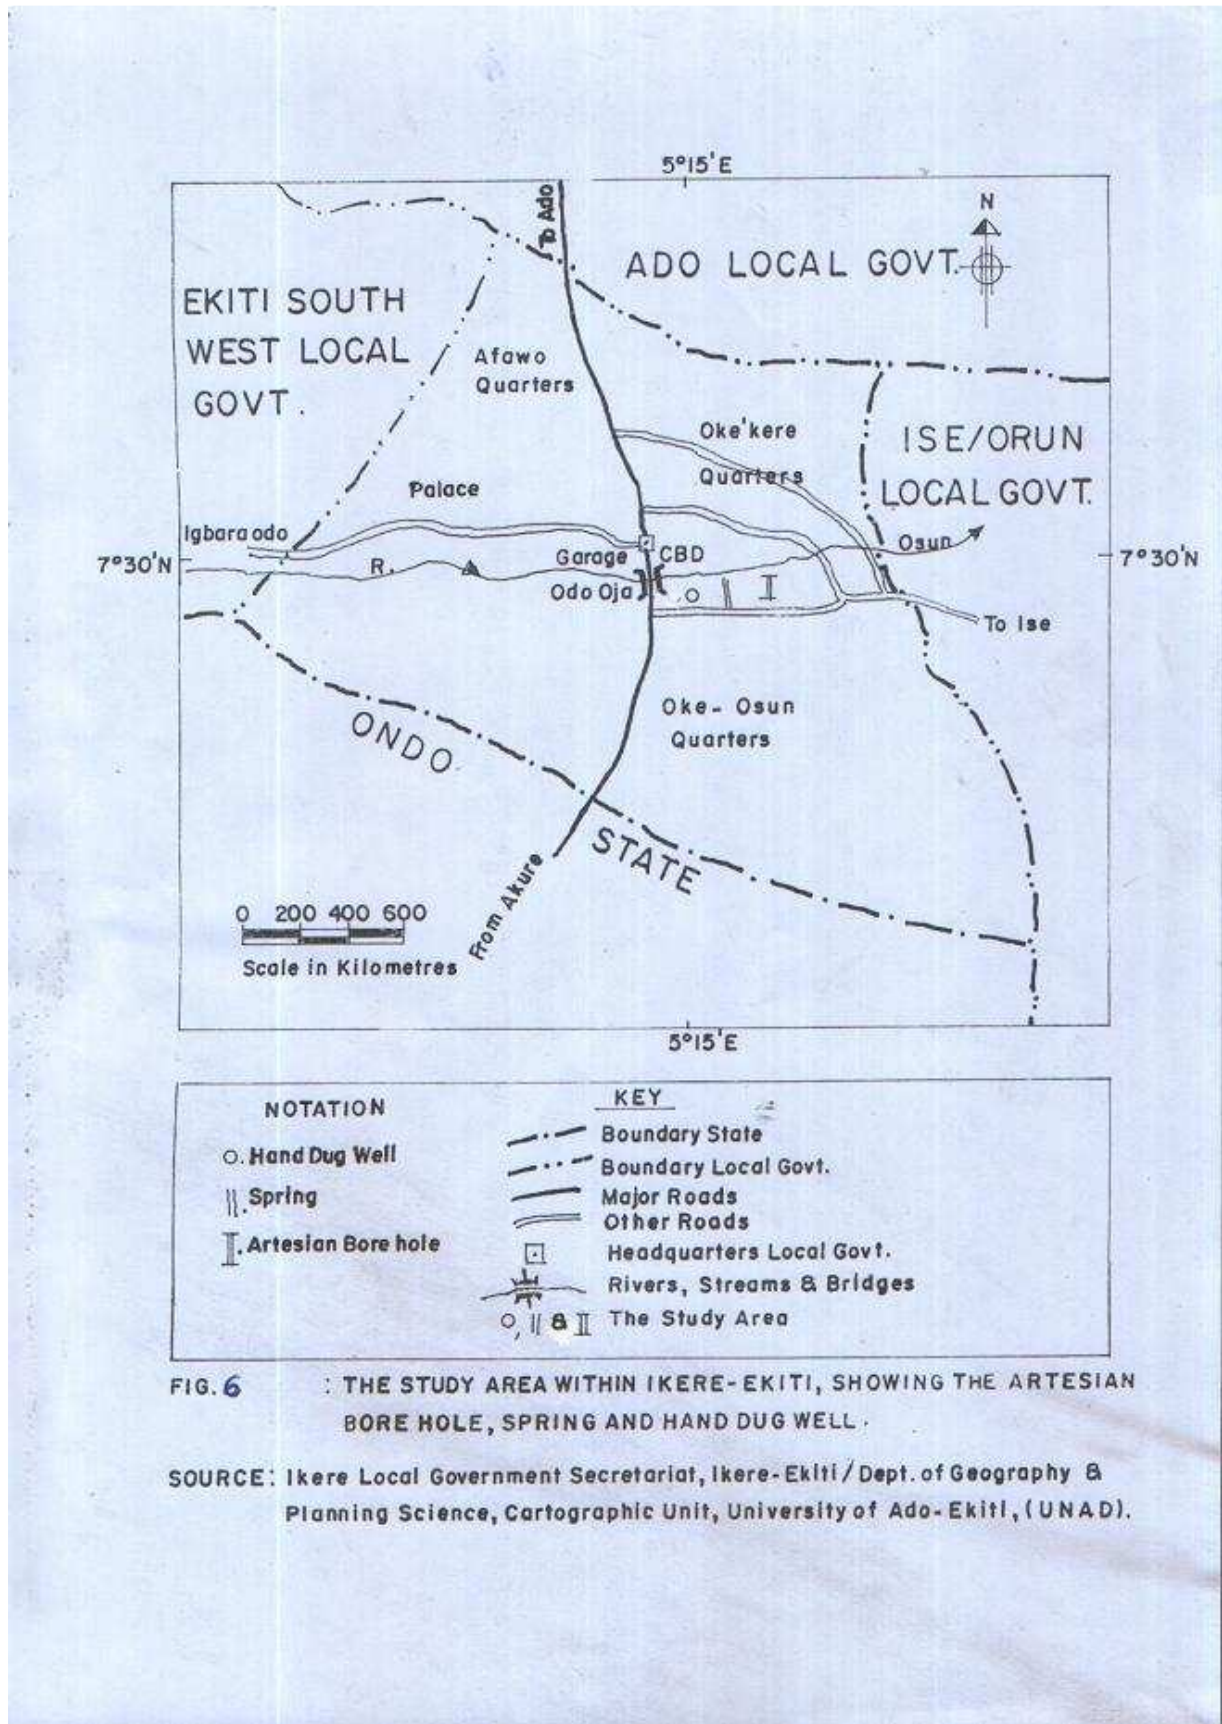 5°15'E
To Ado
N
ADO LOCAL GOVT.
EKITI SOUTH
WEST LOCAL
GOVT.
Afawo
Quarters
Oke'kere
Quarters
ISE/ORUN
LOCAL GOVT.
Palace
Igbara odo
7°30'N
R.
Garage
CBD
Odo Oja
Osun
7°30'N
To Ise
Oke-Osun
Quarters
ONDO
STATE
From Akure
0 200 400 600
Scale in Kilometres
5°15'E
NOTATION
Hand Dug Well
Spring
Artesian Bore hole
KEY
Boundary State
Boundary Local Govt.
Major Roads
Other Roads
Headquarters Local Govt.
Rivers, Streams & Bridges
& The Study Area
FIG. 6 : THE STUDY AREA WITHIN IKERE-EKITI, SHOWING THE ARTESIAN
BORE HOLE, SPRING AND HAND DUG WELL.
SOURCE: Ikere Local Government Secretariat, Ikere-Ekiti/Dept. of Geography &
Planning Science, Cartographic Unit, University of Ado-Ekiti, (UNAD).